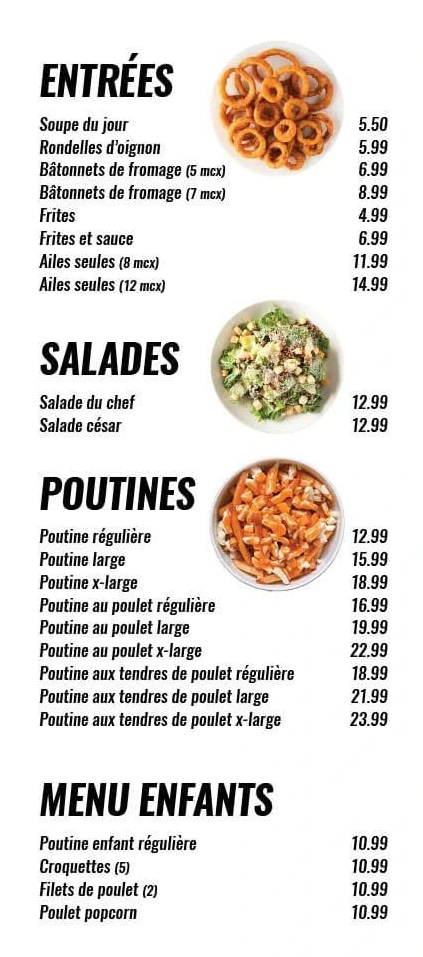 ENTRÉES
Soupe du jour 5.50
Rondelles d'oignon 5.99
Bâtonnets de fromage (5 mcx) 6.99
Bâtonnets de fromage (7 mcx) 8.99
Frites 4.99
Frites et sauce 6.99
Ailes seules (8 mcx) 11.99
Ailes seules (12 mcx) 14.99
SALADES
Salade du chef 12.99
Salade césar 12.99
POUTINES
Poutine régulière 12.99
Poutine large 15.99
Poutine x-large 18.99
Poutine au poulet régulière 16.99
Poutine au poulet large 19.99
Poutine au poulet x-large 22.99
Poutine aux tendres de poulet régulière 18.99
Poutine aux tendres de poulet large 21.99
Poutine aux tendres de poulet x-large 23.99
MENU ENFANTS
Poutine enfant régulière 10.99
Croquettes (5) 10.99
Filets de poulet (2) 10.99
Poulet popcorn 10.99